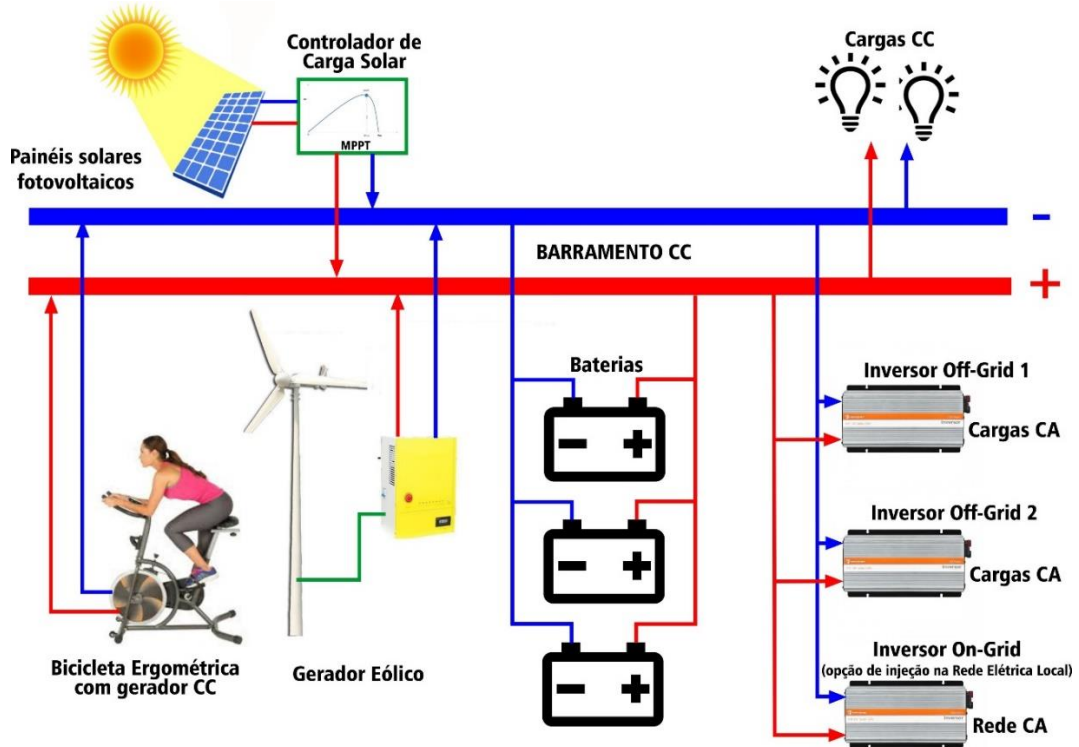 Controlador de
Carga Solar
MPPT
Cargas CC
Painéis solares
fotovoltaicos
-
BARRAMENTO CC
+
Baterias
Inversor Off-Grid 1
Cargas CA
Inversor Off-Grid 2
Cargas CA
Inversor On-Grid
(opção de injeção na Rede Elétrica Local)
Rede CA
Bicicleta Ergométrica
com gerador CC
Gerador Eólico